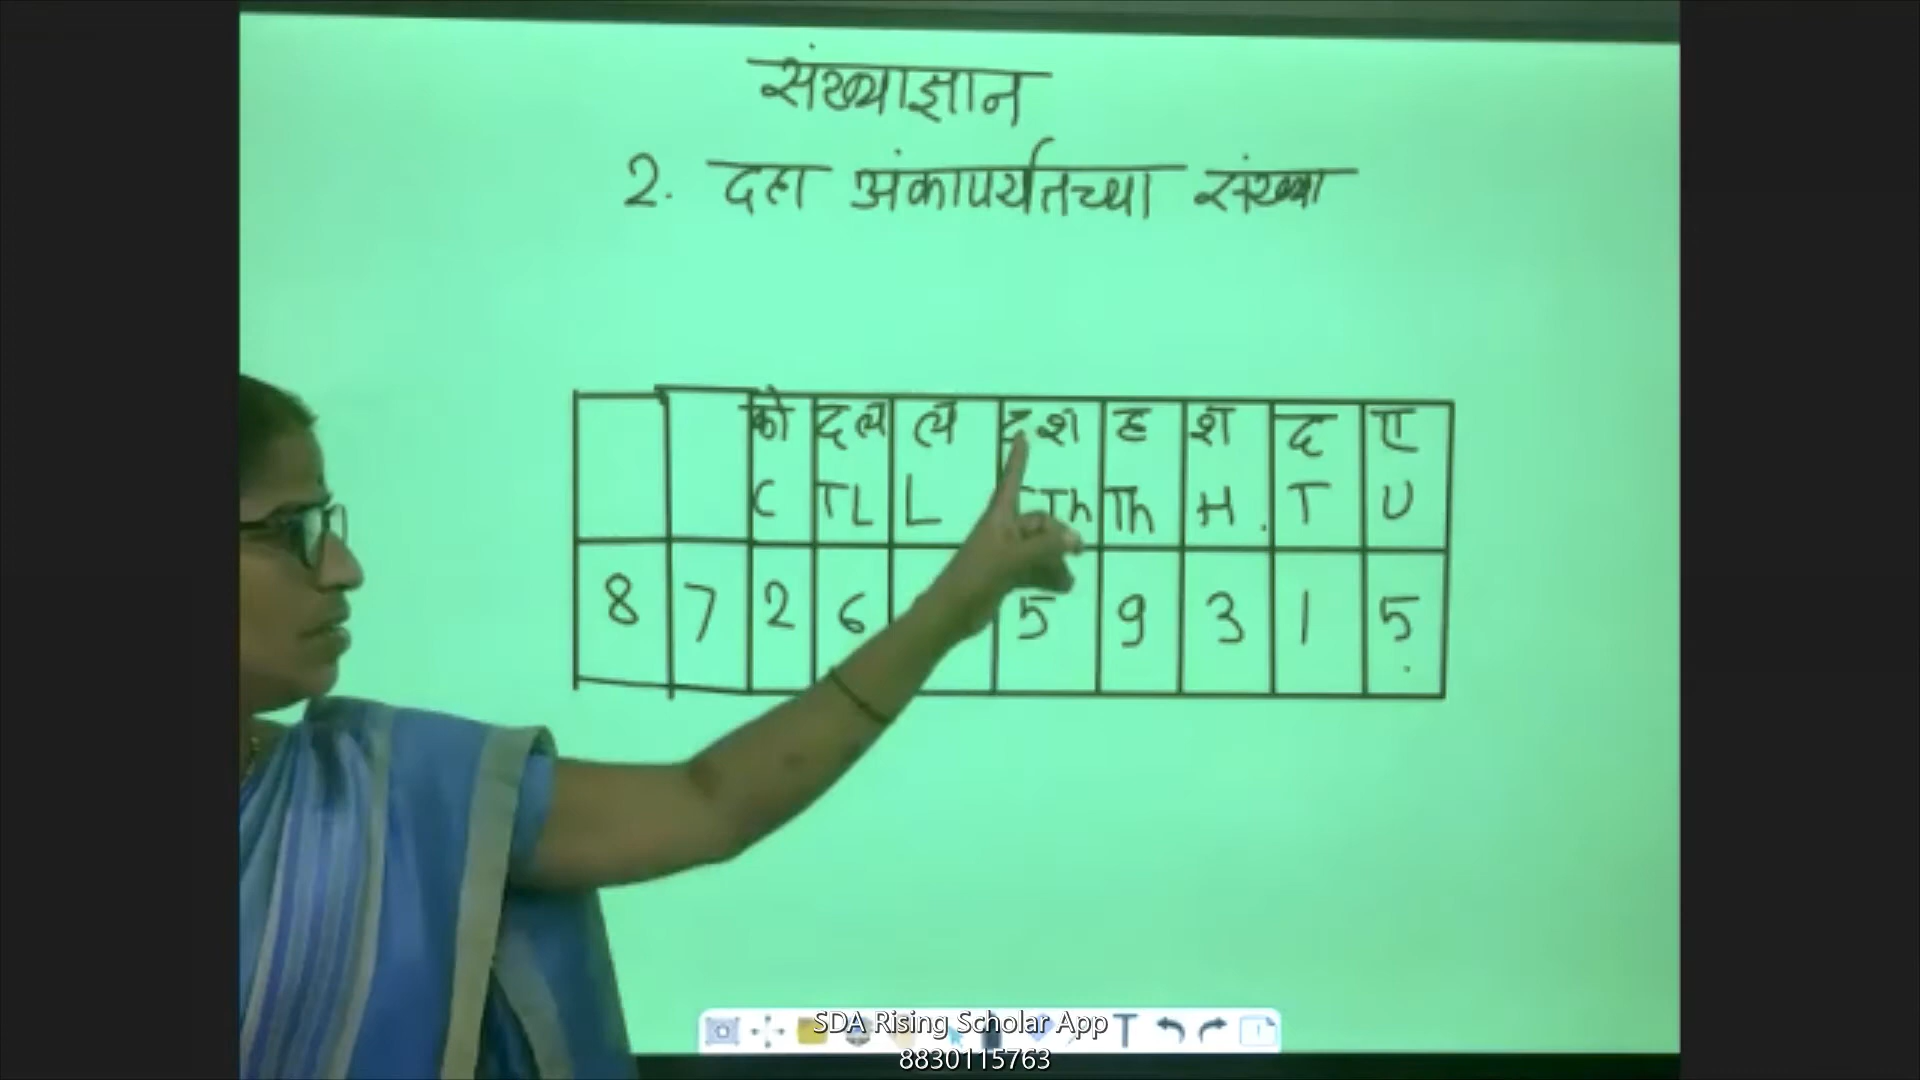 संख्याज्ञान
2. दहा अंकापर्यंतच्या संख्या
को दल ल दश ह श द ए
C TL L TTh Th H. T U
8 7 2 6 5 9 3 1 5
SDA Rising Scholar App
8830115763